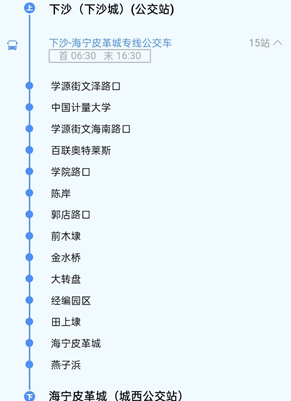 上
下沙（下沙城）(公交站)
下沙-海宁皮革城专线公交车 15站
首 06:30 末 16:30
学源街文泽路口
中国计量大学
学源街文海南路口
百联奥特莱斯
学院路口
陈岸
郭店路口
前木埭
金水桥
大转盘
经编园区
田上埭
海宁皮革城
燕子浜
下
海宁皮革城（城西公交站）